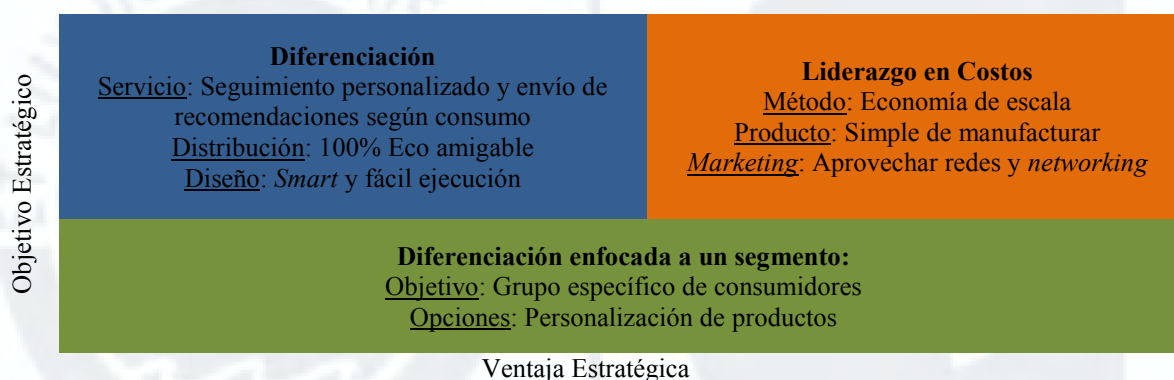 Objetivo Estratégico
Diferenciación
Servicio: Seguimiento personalizado y envío de
recomendaciones según consumo
Distribución: 100% Eco amigable
Diseño: Smart y fácil ejecución
Liderazgo en Costos
Método: Economía de escala
Producto: Simple de manufacturar
Marketing: Aprovechar redes y networking
Diferenciación enfocada a un segmento:
Objetivo: Grupo específico de consumidores
Opciones: Personalización de productos
Ventaja Estratégica